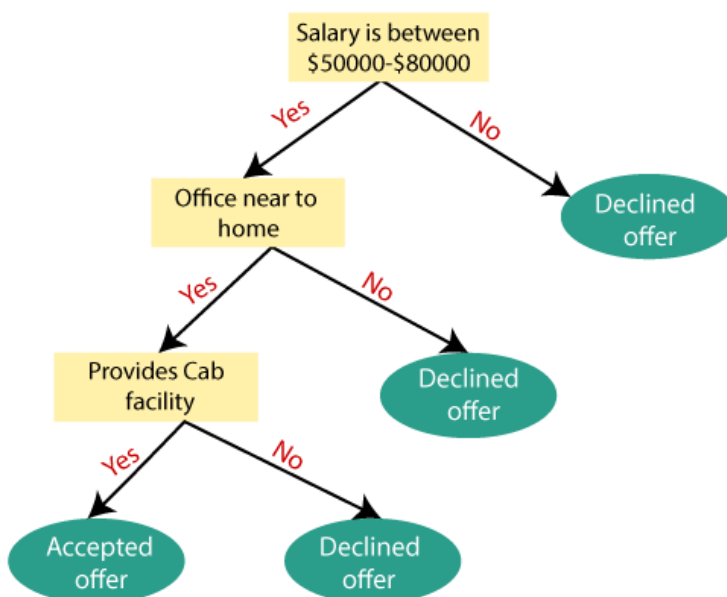 Salary is between
$50000-$80000
Yes
No
Office near to
home
Declined
offer
Yes
No
Provides Cab
facility
Declined
offer
Yes
No
Accepted
offer
Declined
offer